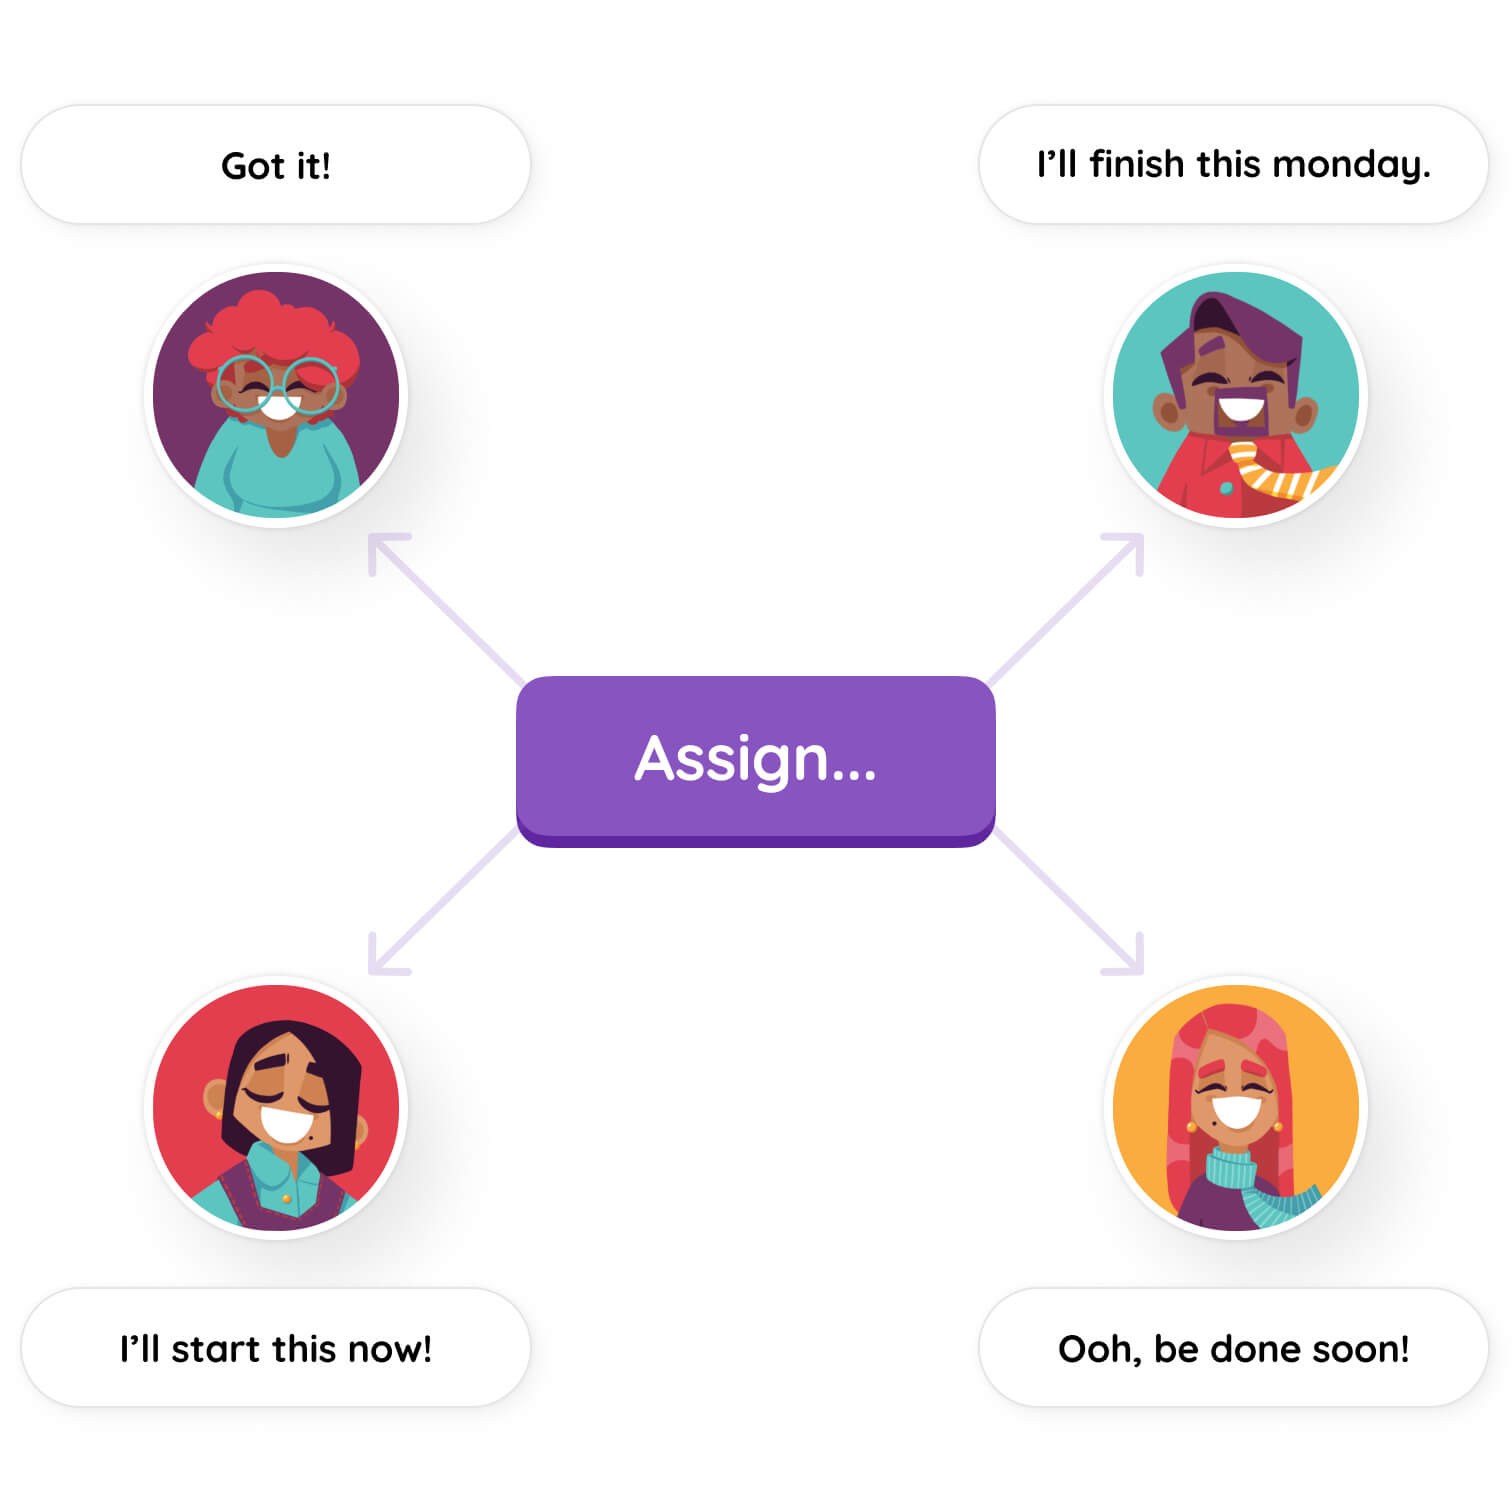 Got it!
I’ll finish this monday.
Assign...
I’ll start this now!
Ooh, be done soon!